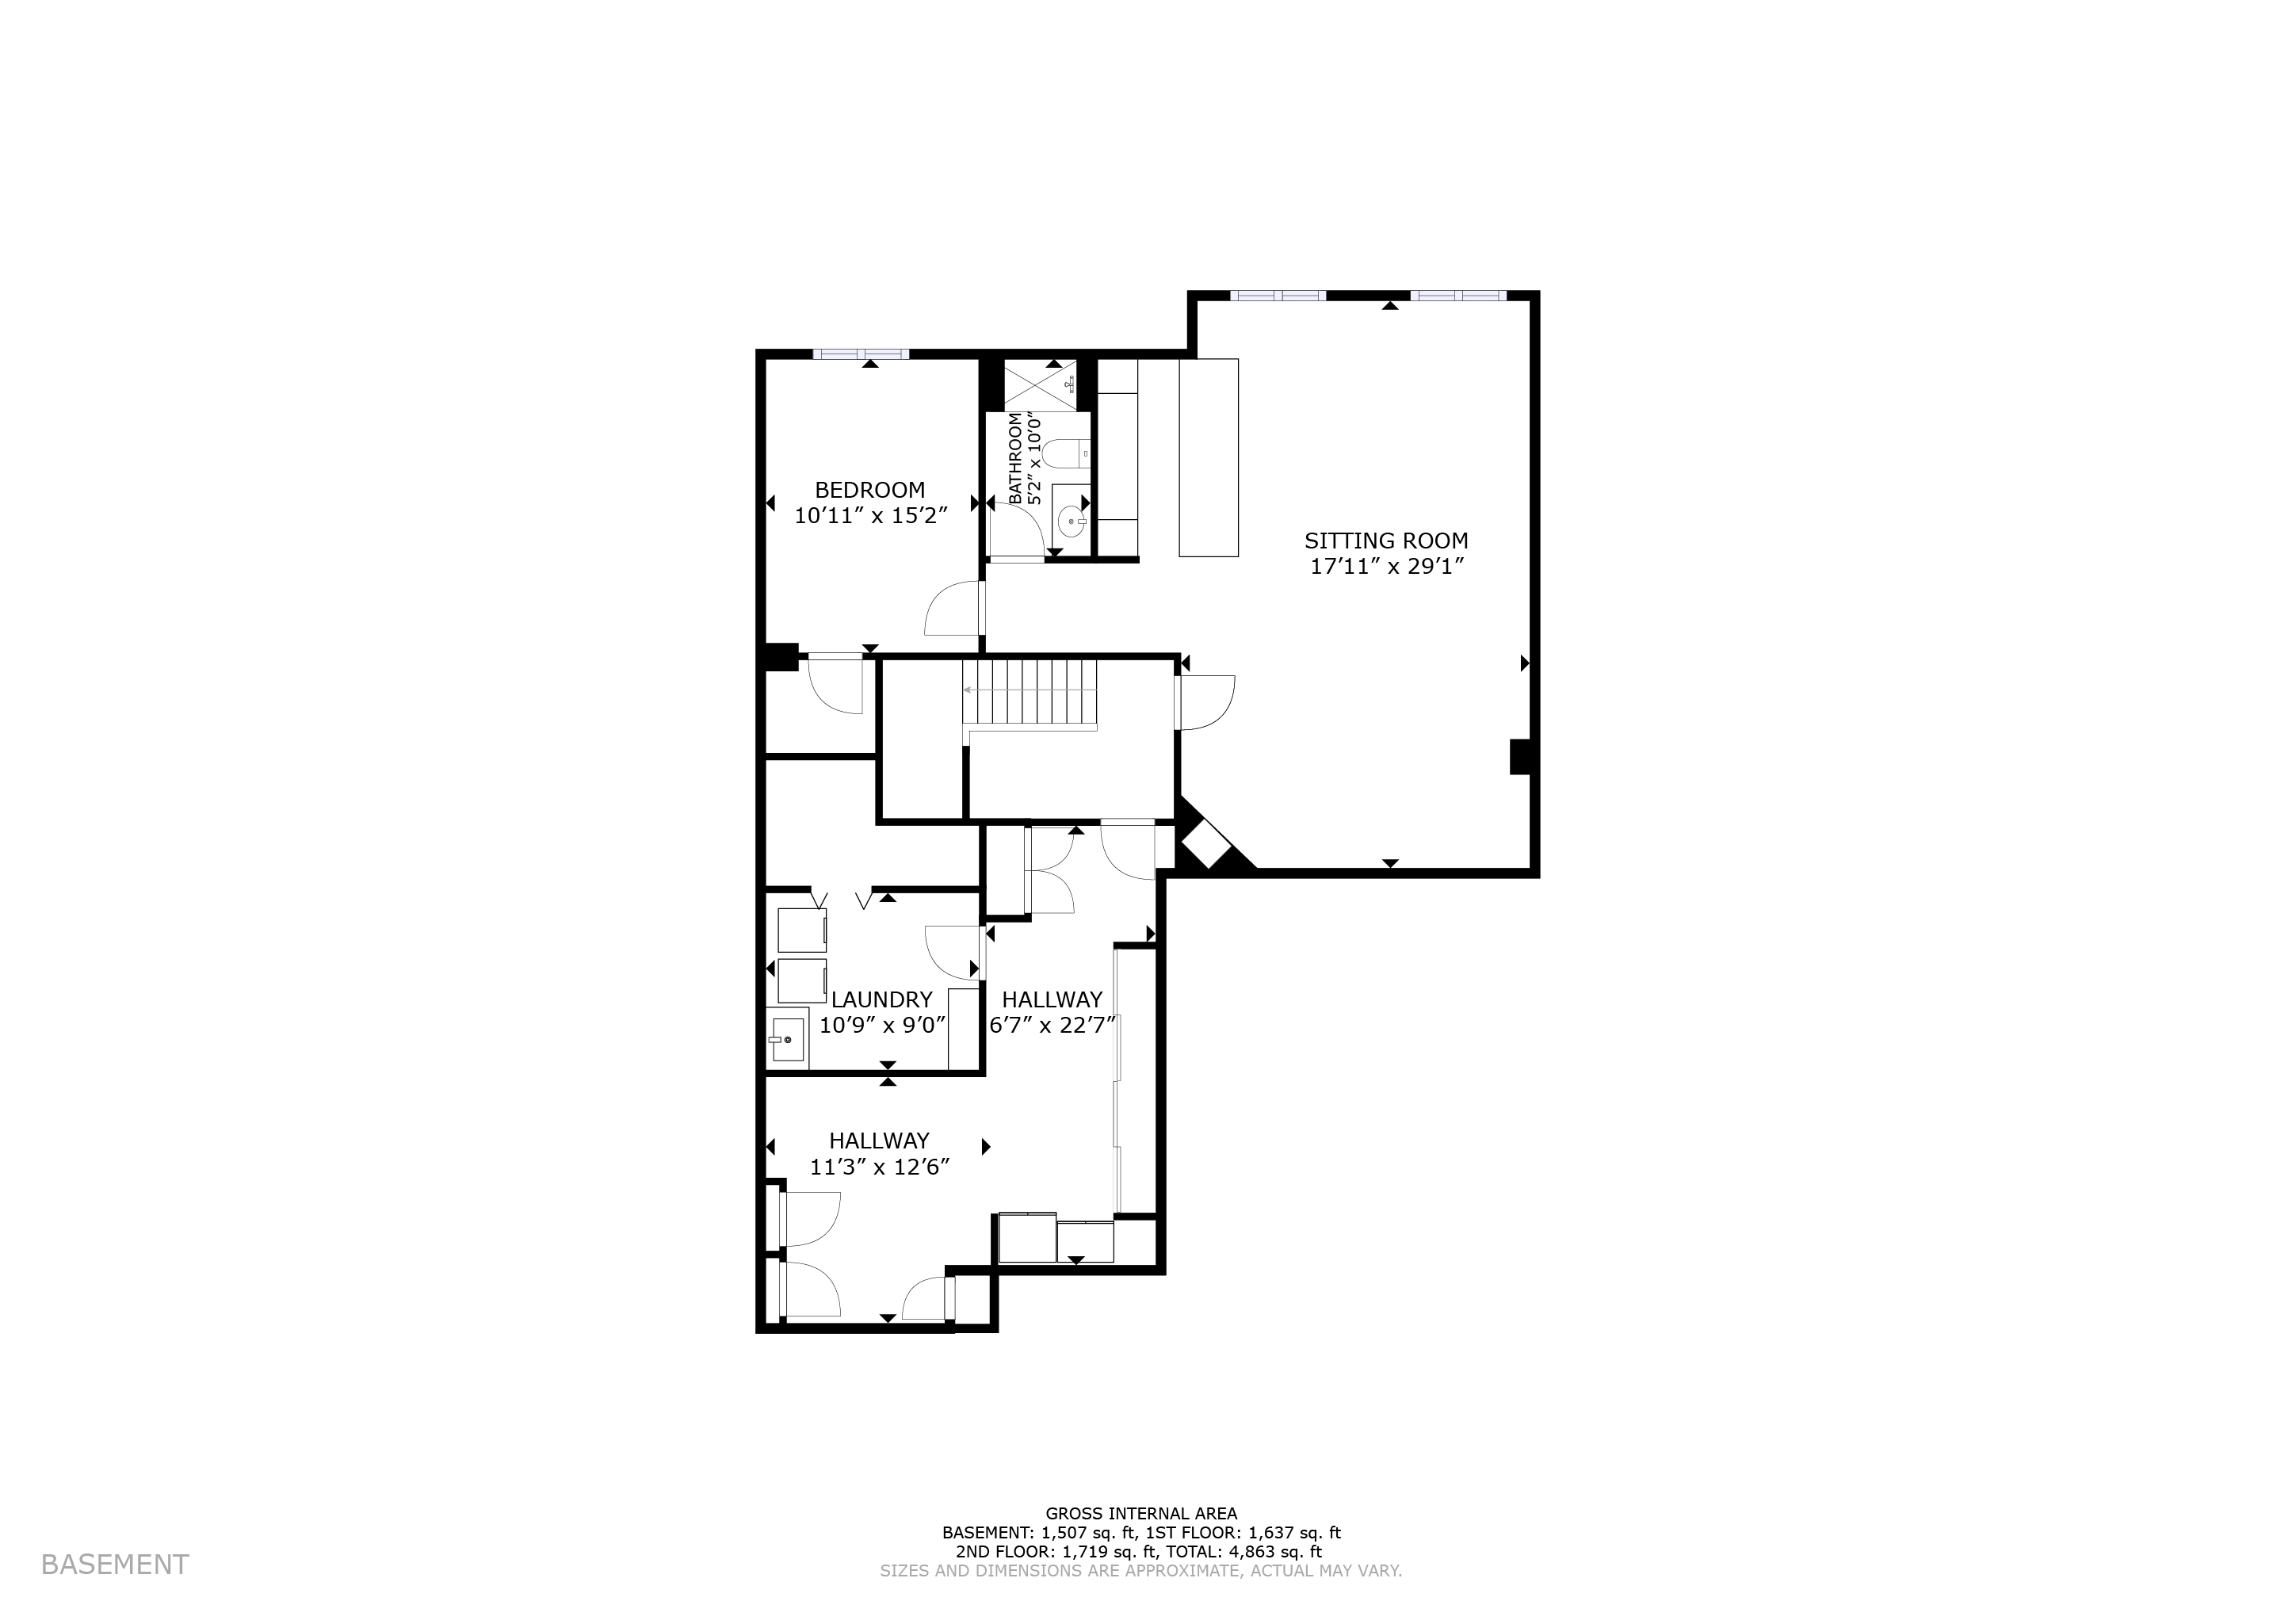 BEDROOM
10’11” x 15’2”
BATHROOM
5’2” x 10’0”
SITTING ROOM
17’11” x 29’1”
LAUNDRY
10’9” x 9’0”
HALLWAY
6’7” x 22’7”
HALLWAY
11’3” x 12’6”
GROSS INTERNAL AREA
BASEMENT: 1,507 sq. ft, 1ST FLOOR: 1,637 sq. ft
2ND FLOOR: 1,719 sq. ft, TOTAL: 4,863 sq. ft
SIZES AND DIMENSIONS ARE APPROXIMATE, ACTUAL MAY VARY.
BASEMENT